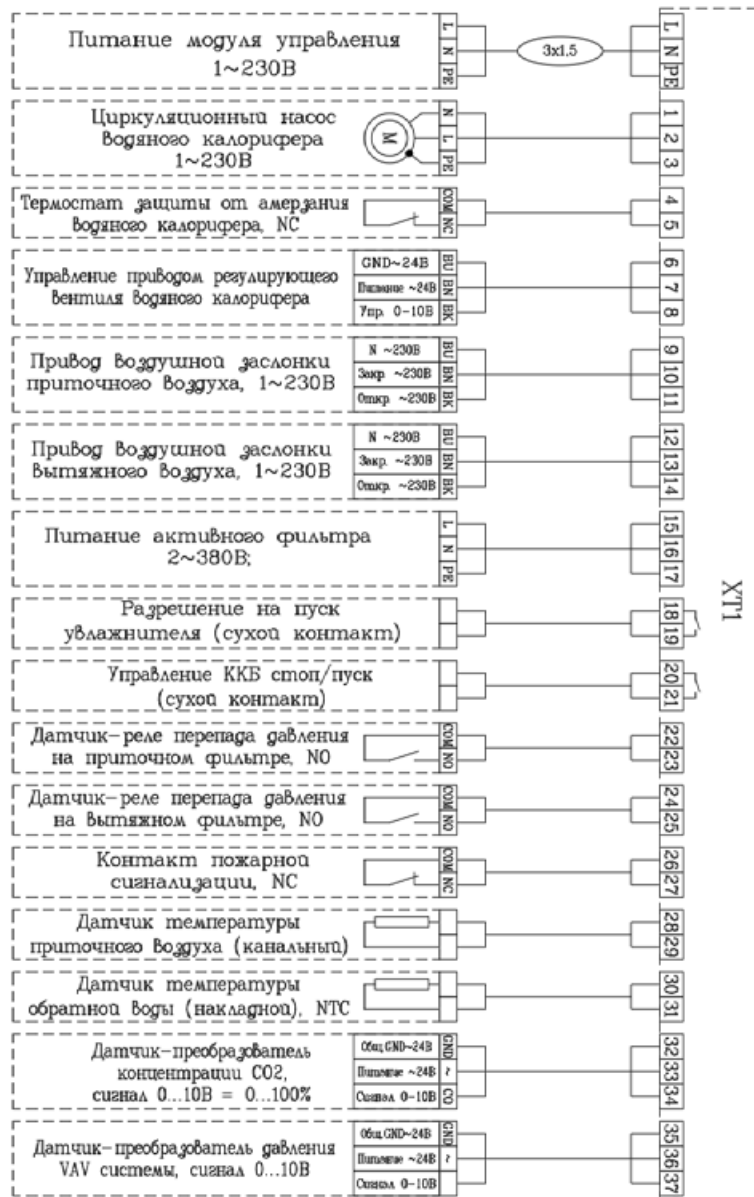 Питание модуля управления
1~230В
L
N
PE
3x1,5
L
N
PE
Циркуляционный насос
водяного калорифера
1~230В
M
N
L
PE
1
2
3
Термостат защиты от амерзания
водяного калорифера, NC
COM
NC
4
5
Управление приводом регулирующего
вентиля водяного калорифера
GND~24В
Питание ~24В
Упр. 0-10В
BU
BN
BK
6
7
8
Привод воздушной заслонки
приточного воздуха, 1~230В
N ~230В
Закр. ~230В
Откр. ~230В
BU
BN
BK
9
10
11
Привод воздушной заслонки
вытяжного воздуха, 1~230В
N ~230В
Закр. ~230В
Откр. ~230В
BU
BN
BK
12
13
14
Питание активного фильтра
2~380В;
L
N
PE
15
16
17
XT1
Разрешение на пуск
увлажнителя (сухой контакт)
18
19
Управление ККБ стоп/пуск
(сухой контакт)
20
21
Датчик-реле перепада давления
на приточном фильтре, NO
COM
NO
22
23
Датчик-реле перепада давления
на вытяжном фильтре, NO
COM
NO
24
25
Контакт пожарной
сигнализации, NC
COM
NC
26
27
Датчик температуры
приточного воздуха (канальный)
28
29
Датчик температуры
обратной воды (накладной), NTC
30
31
Датчик-преобразователь
концентрации CO2,
сигнал 0...10В = 0...100%
Общ.GND~24В
Питание ~24В
Сигнал 0-10В
GND
~
CO
32
33
34
Датчик-преобразователь давления
VAV системы, сигнал 0...10В
Общ.GND~24В
Питание ~24В
Сигнал 0-10В
GND
~
35
36
37